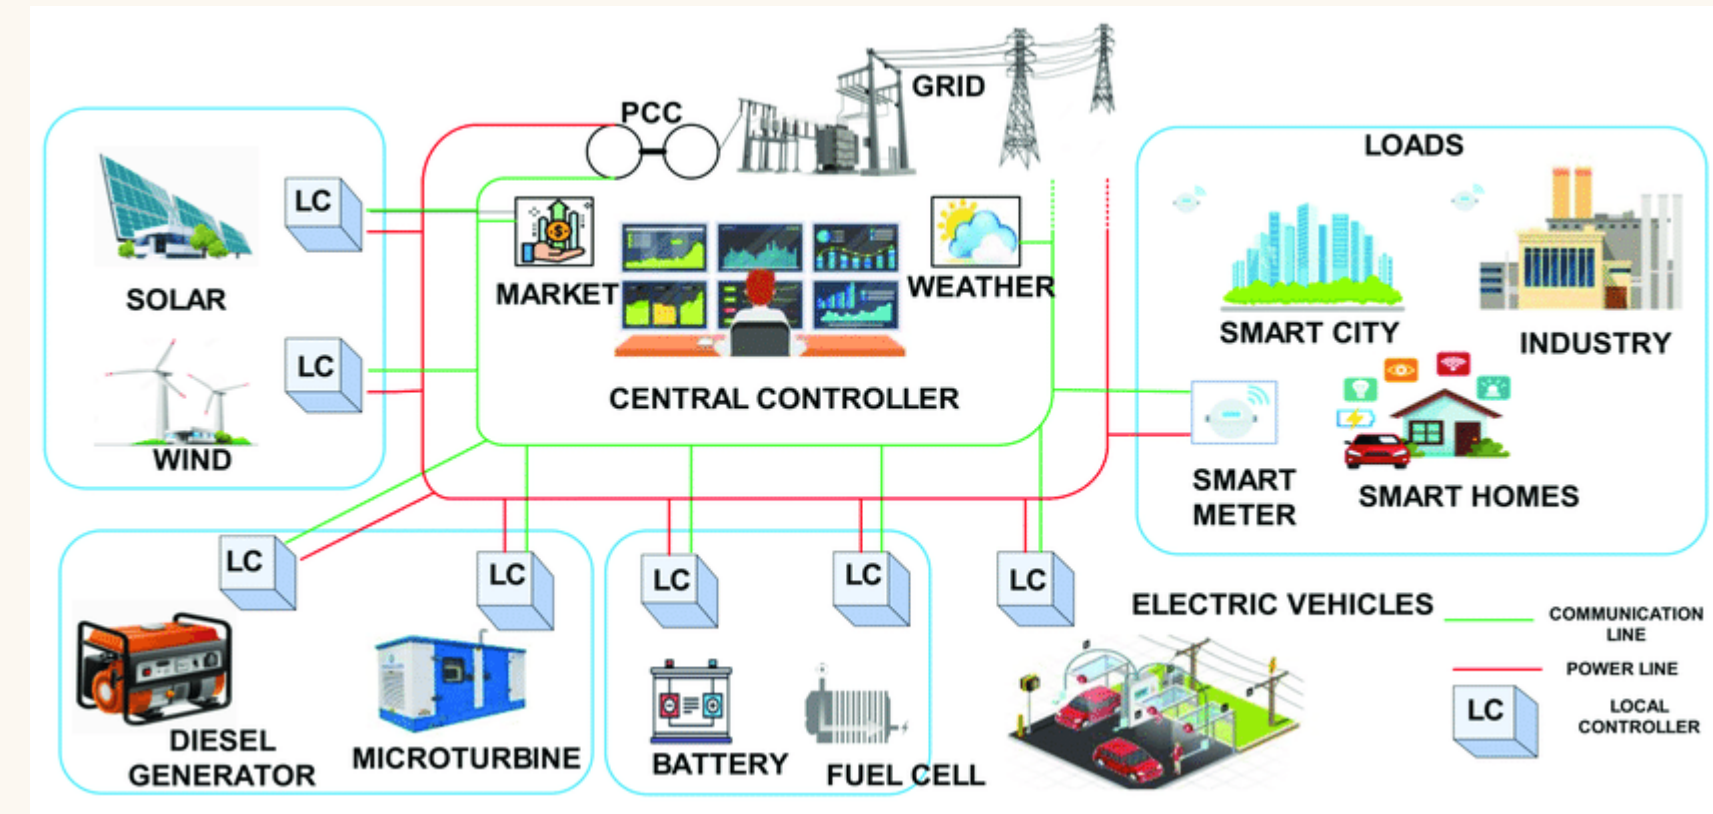 GRID
PCC
LOADS
LC
SOLAR
MARKET
WEATHER
SMART CITY
INDUSTRY
LC
WIND
CENTRAL CONTROLLER
SMART
METER
SMART HOMES
LC
LC
LC
LC
LC
DIESEL
GENERATOR
MICROTURBINE
BATTERY
FUEL CELL
ELECTRIC VEHICLES
COMMUNICATION
LINE
POWER LINE
LC
LOCAL
CONTROLLER